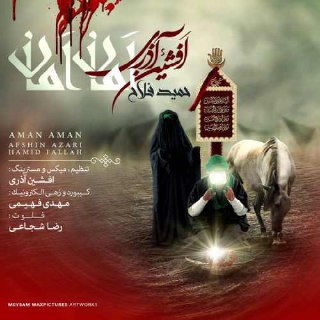 امان امان
افشین آذری
حمید فلاح
AMAN AMAN
AFSHIN AZARI
HAMID FALLAH
تنظیم، میکس و مسترینگ :
افشین آذری
کیبورد و زهی الکترونیک :
مهدی فهیمی
فلوت :
رضا شجاعی
MEYSAM MAXPICTURES ARTWORKS